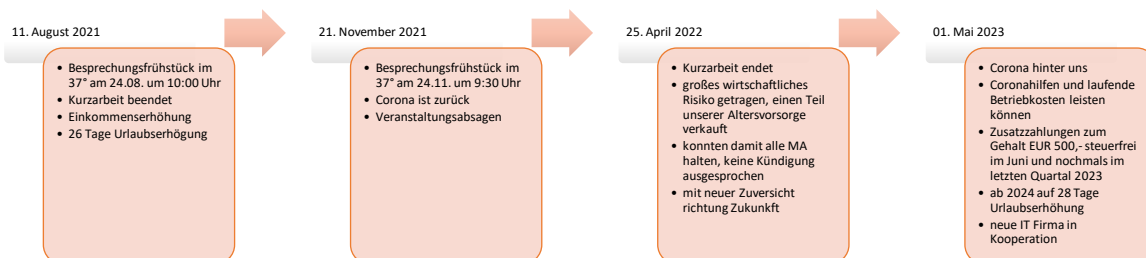 11. August 2021
• Besprechungsfrühstück im
37° am 24.08. um 10:00 Uhr
• Kurzarbeit beendet
• Einkommenserhöhung
• 26 Tage Urlaubserhögung
21. November 2021
• Besprechungsfrühstück im
37° am 24.11. um 9:30 Uhr
• Corona ist zurück
• Veranstaltungsabsagen
25. April 2022
• Kurzarbeit endet
• großes wirtschaftliches
Risiko getragen, einen Teil
unserer Altersvorsorge
verkauft
• konnten damit alle MA
halten, keine Kündigung
ausgesprochen
• mit neuer Zuversicht
richtung Zukunkft
01. Mai 2023
• Corona hinter uns
• Coronahilfen und laufende
Betriebkosten leisten
können
• Zusatzzahlungen zum
Gehalt EUR 500,- steuerfrei
im Juni und nochmals im
letzten Quartal 2023
• ab 2024 auf 28 Tage
Urlaubserhöhung
• neue IT Firma in
Kooperation